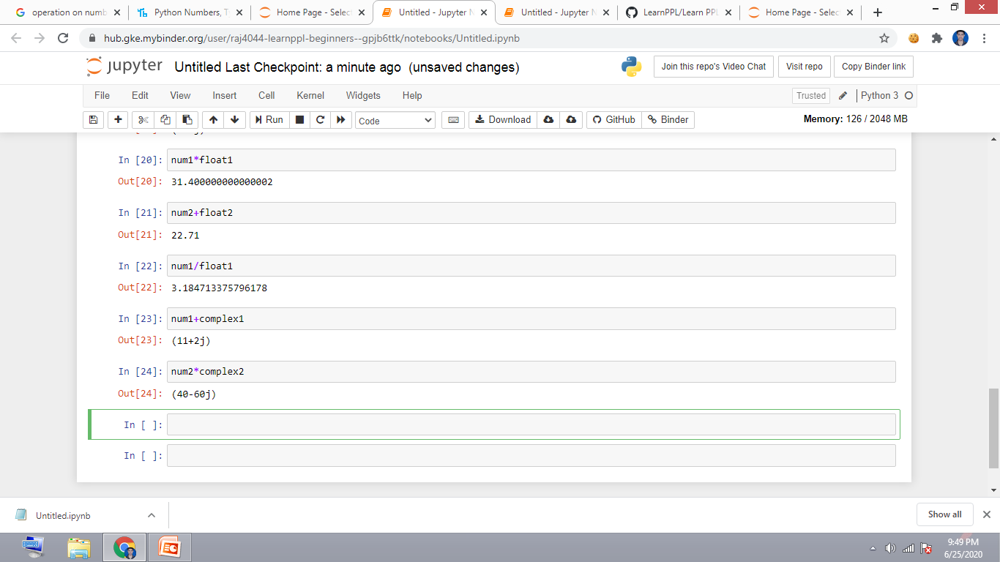 operation on numb
Python Numbers, Ty
Home Page - Select
Untitled - Jupyter N
Untitled - Jupyter N
LearnPPL/Learn PPL
Home Page - Selec
hub.gke.mybinder.org/user/raj4044-learnppl-beginners--gpjb6ttk/notebooks/Untitled.ipynb
jupyter Untitled Last Checkpoint: a minute ago (unsaved changes) Join this repo's Video Chat Visit repo Copy Binder link
File Edit View Insert Cell Kernel Widgets Help Trusted Python 3
Run Code Download GitHub Binder Memory: 126 / 2048 MB
In [20]: num1*float1
Out[20]: 31.400000000000002
In [21]: num2+float2
Out[21]: 22.71
In [22]: num1/float1
Out[22]: 3.184713375796178
In [23]: num1+complex1
Out[23]: (11+2j)
In [24]: num2*complex2
Out[24]: (40-60j)
In [ ]:
In [ ]:
Untitled.ipynb Show all
9:49 PM
6/25/2020